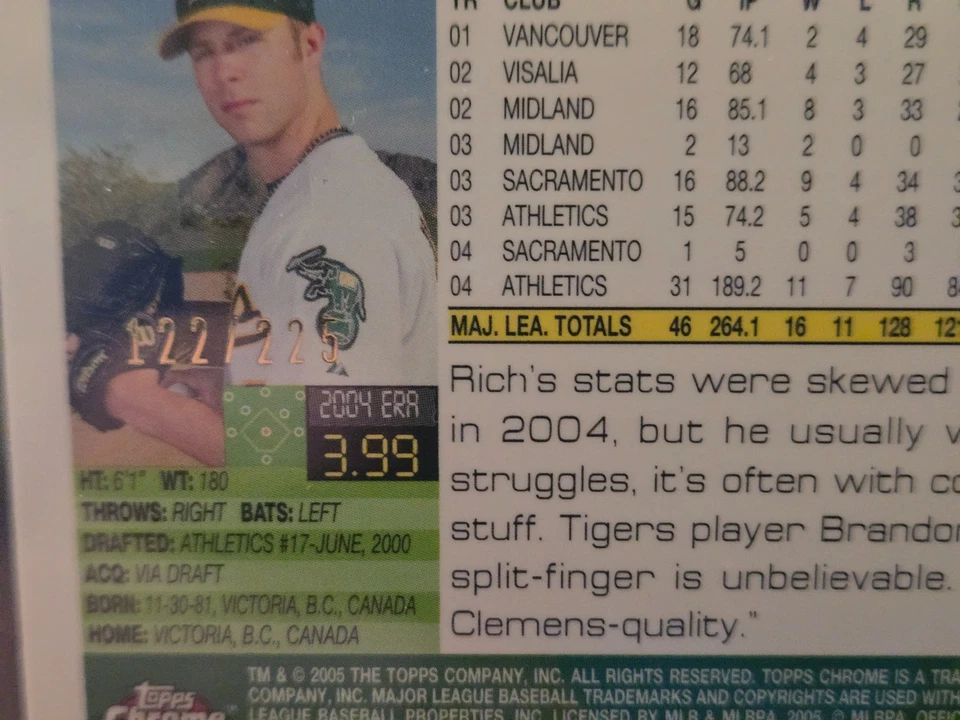 YR CLUB G IP W L R
01 VANCOUVER 18 74.1 2 4 29
02 VISALIA 12 68 4 3 27
02 MIDLAND 16 85.1 8 3 33
03 MIDLAND 2 13 2 0 0
03 SACRAMENTO 16 88.2 9 4 34
03 ATHLETICS 15 74.2 5 4 38
04 SACRAMENTO 1 5 0 0 3
04 ATHLETICS 31 189.2 11 7 90
MAJ. LEA. TOTALS 46 264.1 16 11 128
122/225
2004 ERA
3.99
HT: 6'1" WT: 180
THROWS: RIGHT BATS: LEFT
DRAFTED: ATHLETICS #17-JUNE, 2000
ACQ: VIA DRAFT
BORN: 11-30-81, VICTORIA, B.C., CANADA
HOME: VICTORIA, B.C., CANADA
Rich's stats were skewed
in 2004, but he usually
struggles, it's often with
stuff. Tigers player Brandon
split-finger is unbelievable.
Clemens-quality."
TOPPS
Chrome
TM & © 2005 THE TOPPS COMPANY, INC. ALL RIGHTS RESERVED. TOPPS CHROME IS A
COMPANY, INC. MAJOR LEAGUE BASEBALL TRADEMARKS AND COPYRIGHTS ARE USED WITH
LEAGUE BASEBALL PROPERTIES, INC. LICENSED BY MLB & MLBPA, 2005.